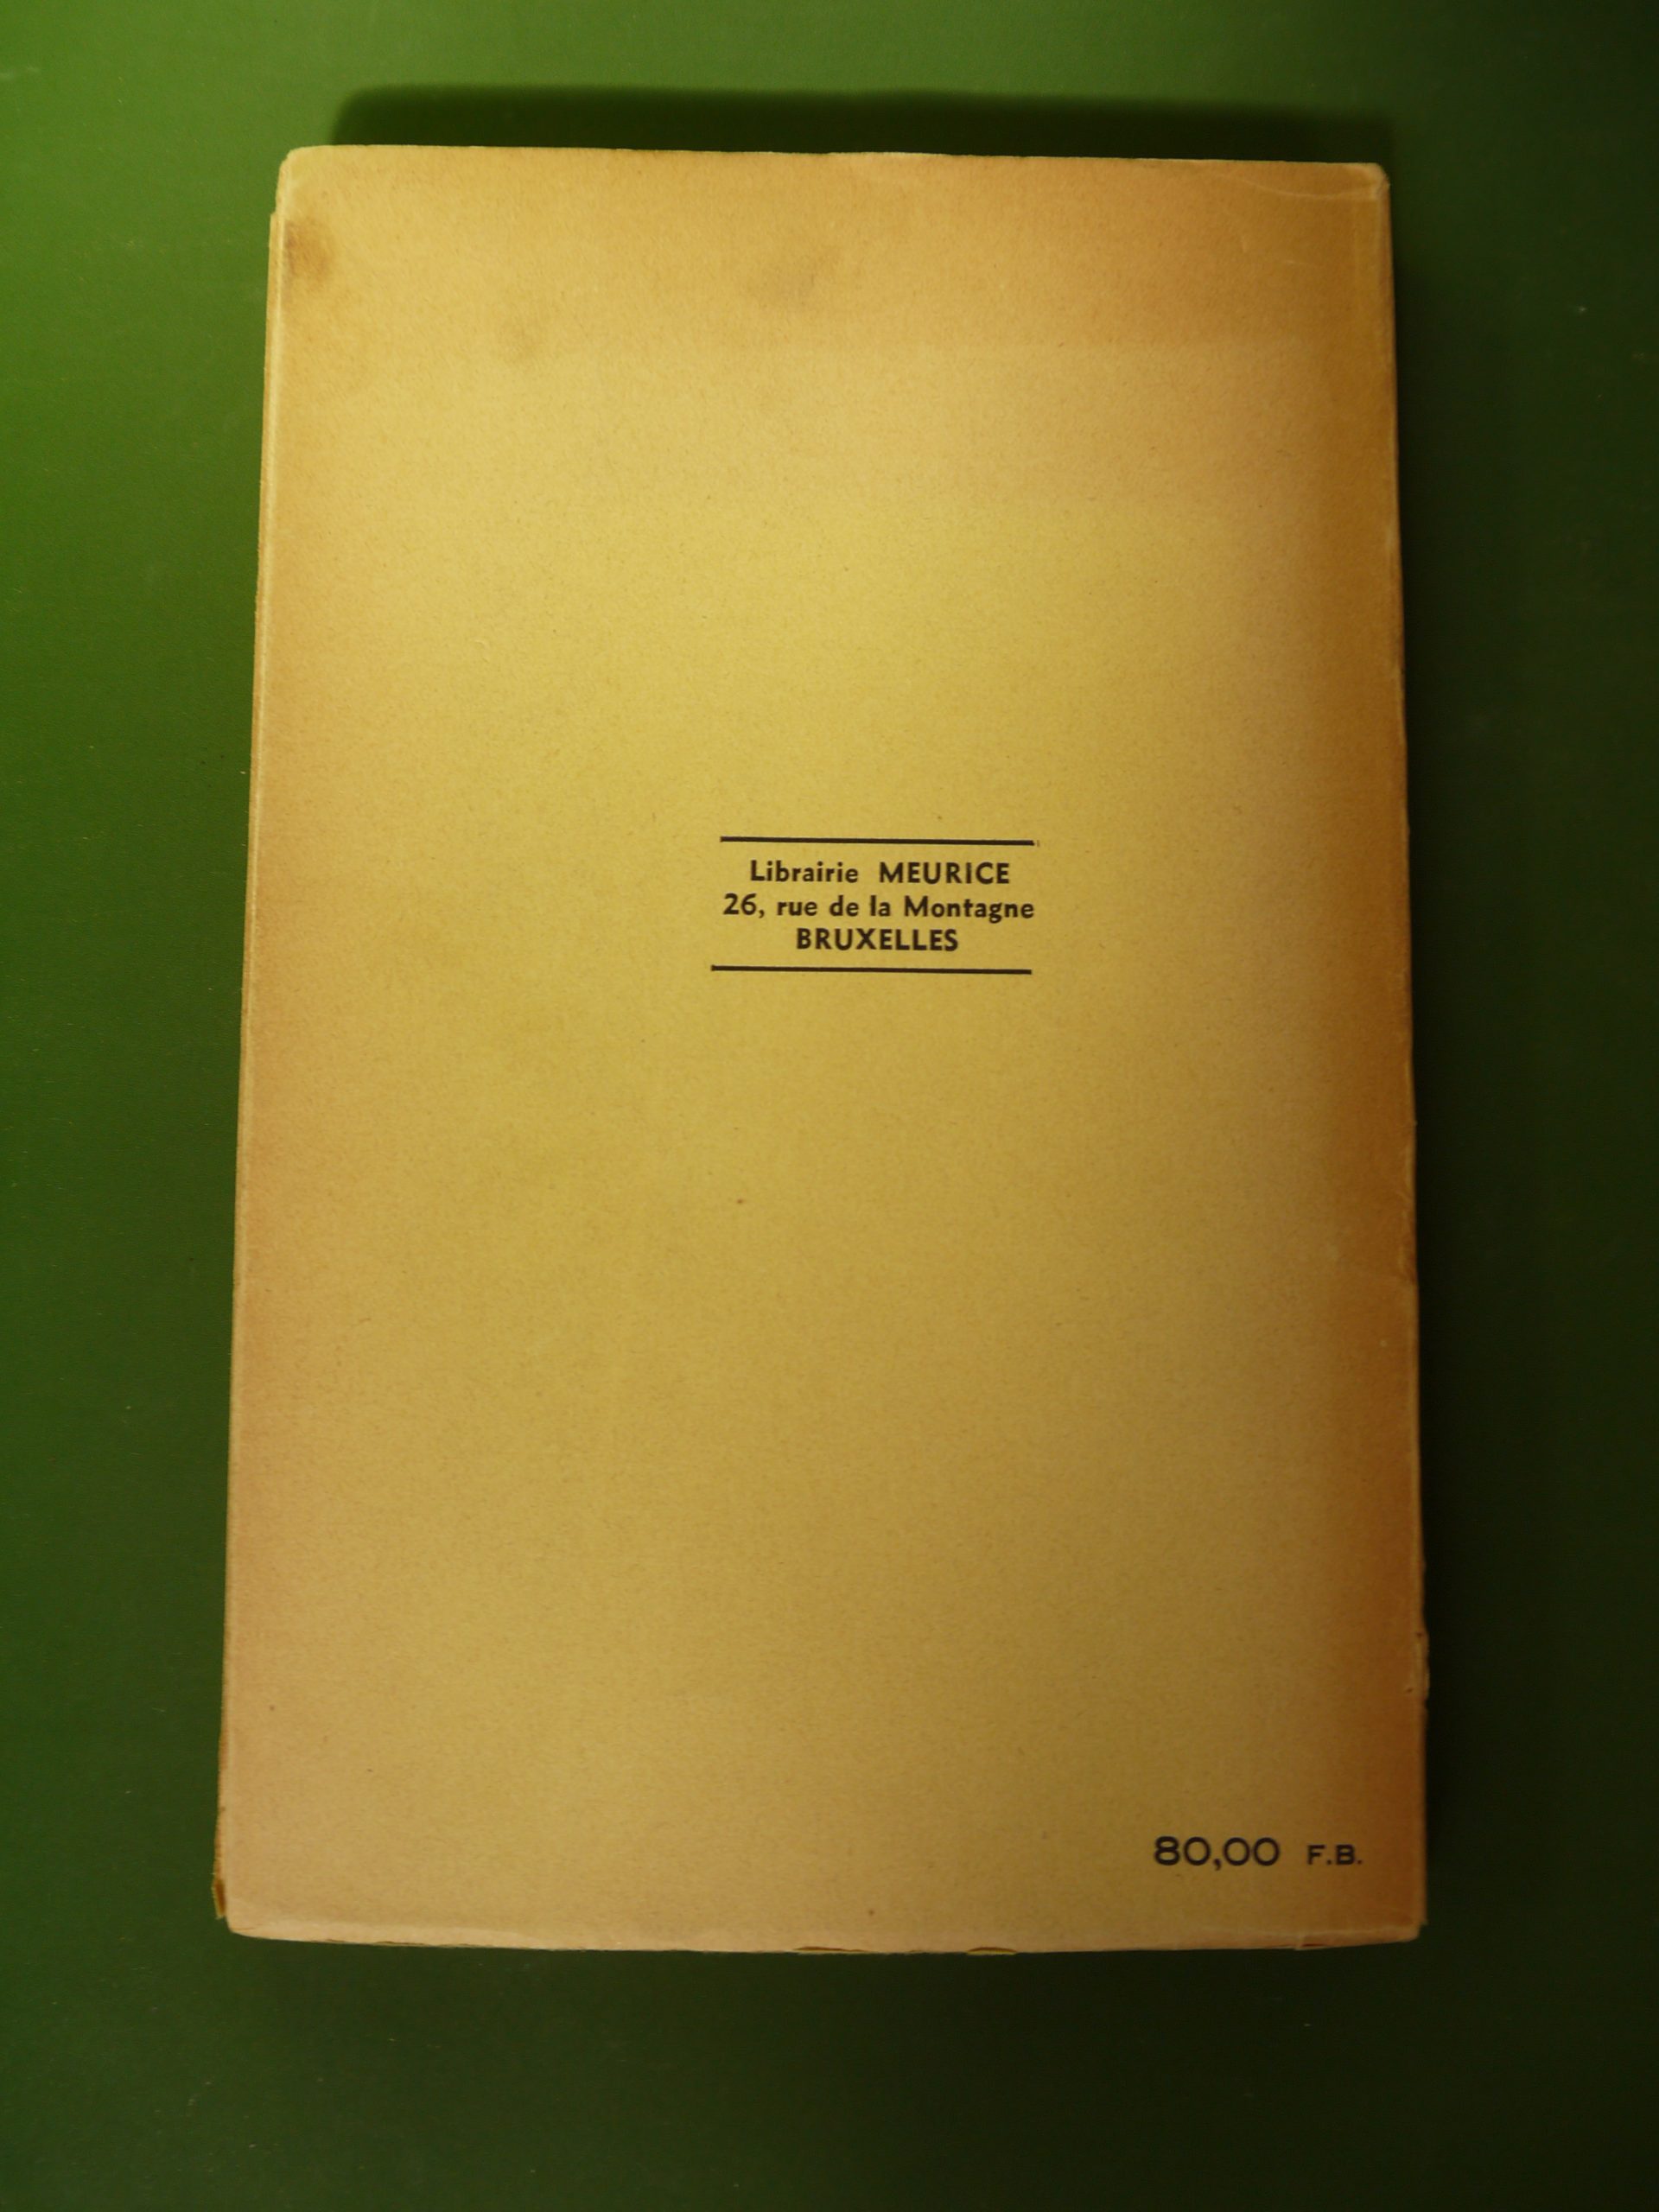 Librairie MEURICE
26, rue de la Montagne
BRUXELLES
80,00 F.B.